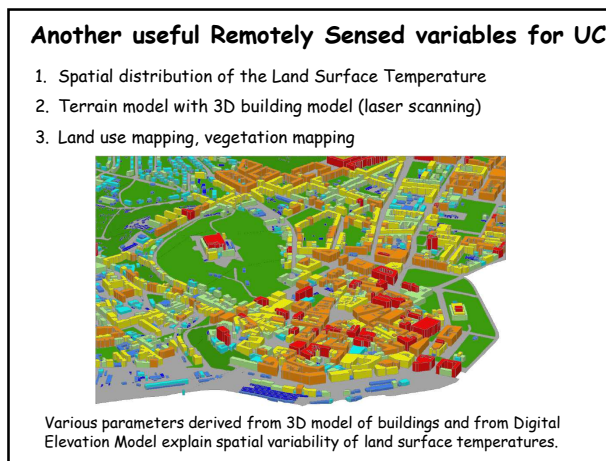 Another useful Remotely Sensed variables for UC
1. Spatial distribution of the Land Surface Temperature
2. Terrain model with 3D building model (laser scanning)
3. Land use mapping, vegetation mapping
Various parameters derived from 3D model of buildings and from Digital
Elevation Model explain spatial variability of land surface temperatures.